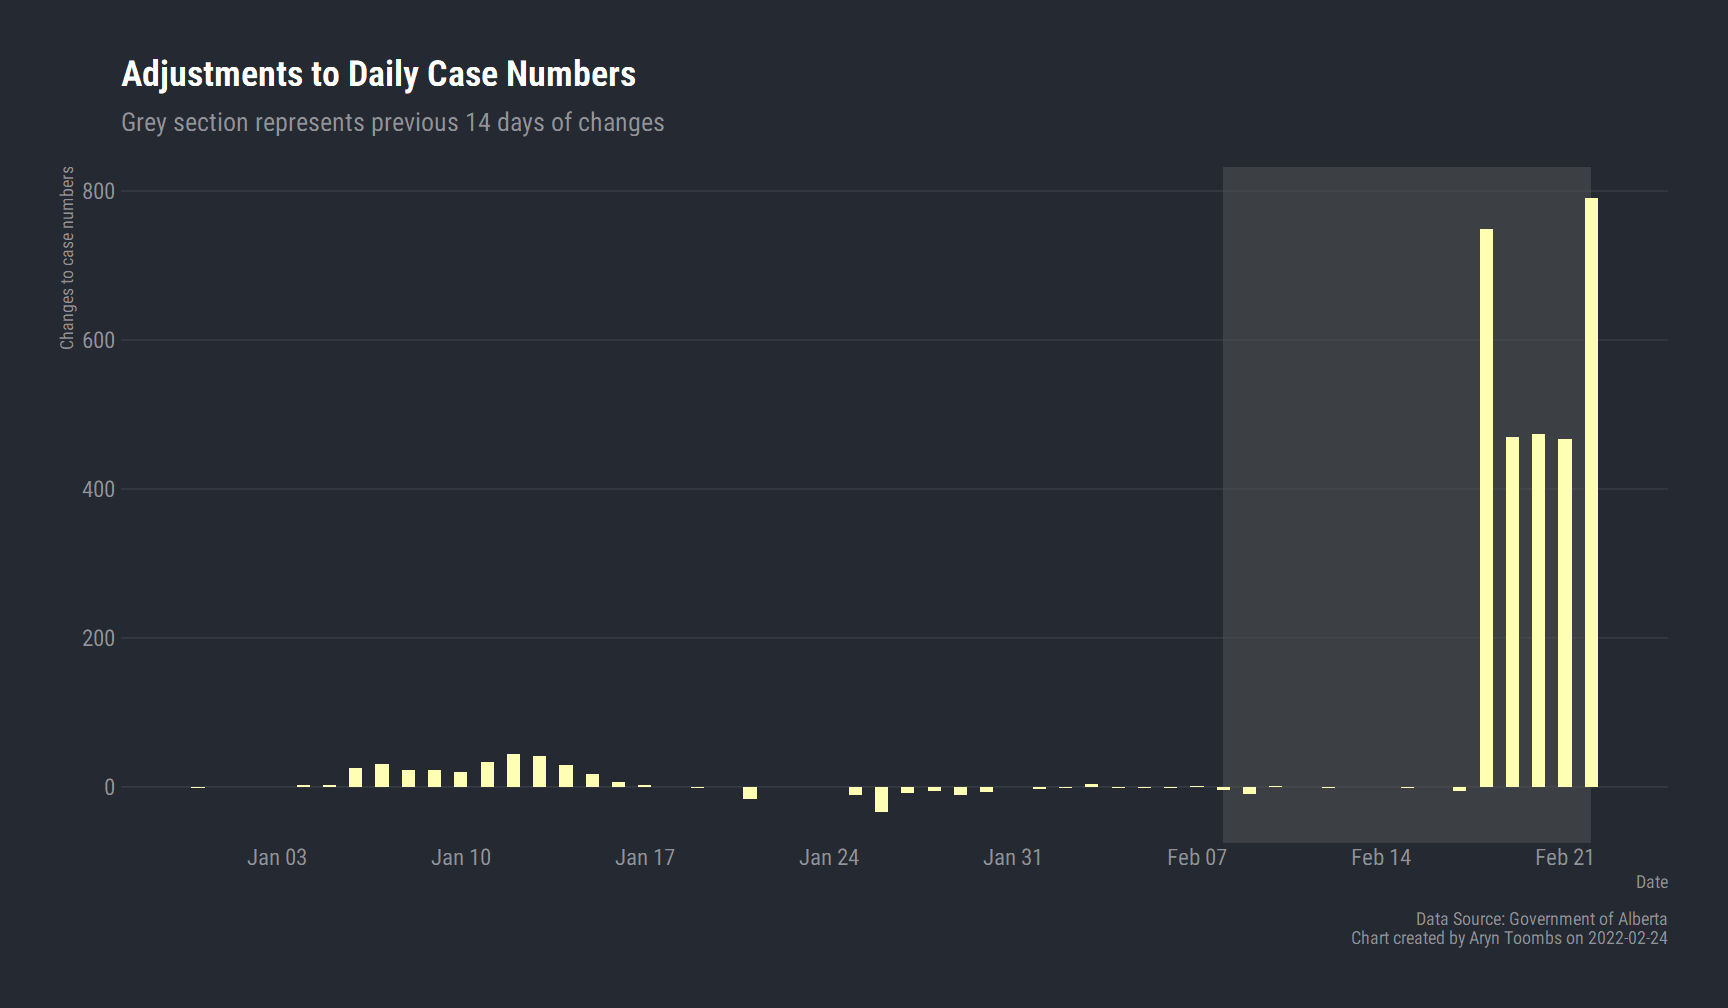 Adjustments to Daily Case Numbers
Grey section represents previous 14 days of changes
Changes to case numbers
800
600
400
200
0
Jan 03
Jan 10
Jan 17
Jan 24
Jan 31
Feb 07
Feb 14
Feb 21
Date
Data Source: Government of Alberta
Chart created by Aryn Toombs on 2022-02-24